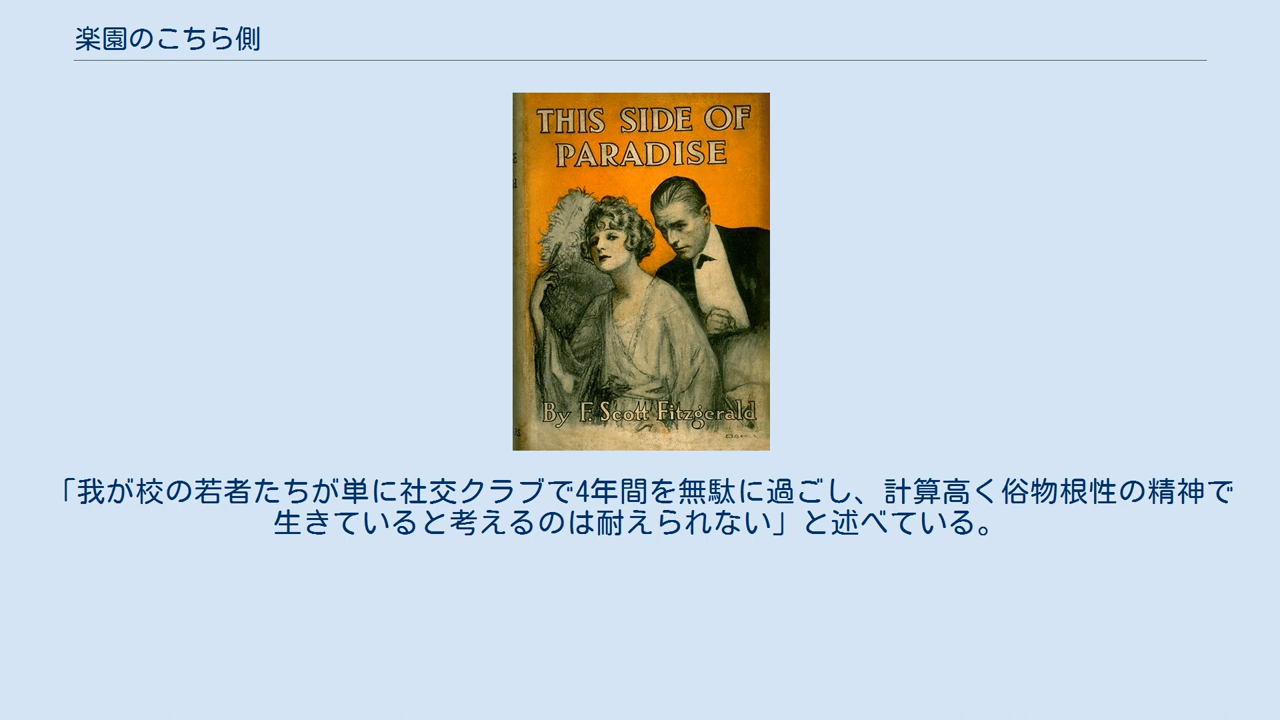 楽園のこちら側
THIS SIDE OF
PARADISE
By F. Scott Fitzgerald
「我が校の若者たちが単に社交クラブで4年間を無駄に過ごし、計算高く俗物根性の精神で
生きていると考えるのは耐えられない」と述べている。